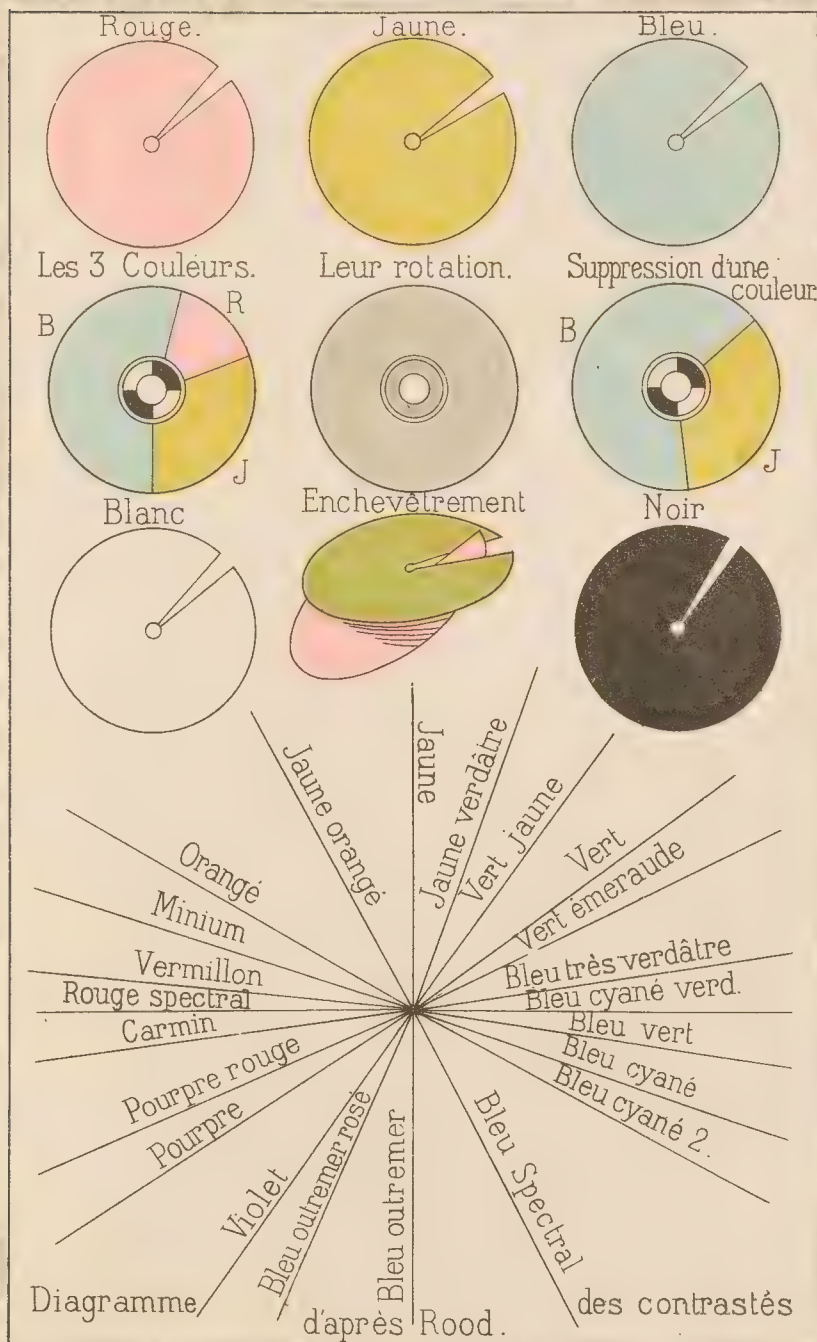 Rouge.
Jaune.
Bleu.
Les 3 Couleurs.
Leur rotation.
Suppression d'une
couleur
B
R
J
B
J
Blanc
Enchevêtrement
Noir
Jaune orangé
Jaune
Jaune verdâtre
Vert jaune
Vert
Vert émeraude
Orangé
Minium
Vermillon
Rouge spectral
Carmin
Pourpre rouge
Pourpre
Violet
Bleu outremer rosé
Bleu outremer
Bleu Spectral
Bleu très verdâtre
Bleu cyané verd.
Bleu vert
Bleu cyané
Bleu cyané 2.
Diagramme
des contrastés
d'après Rood.